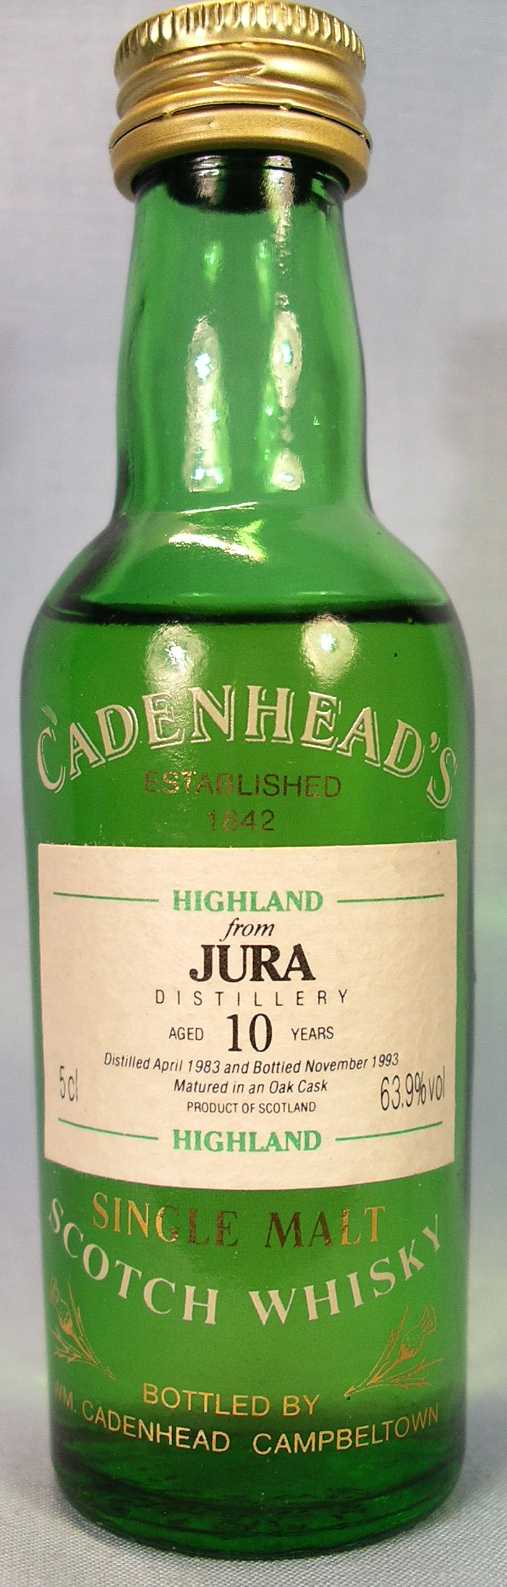 CADENHEAD'S
ESTABLISHED
1842
HIGHLAND
from
JURA
DISTILLERY
AGED 10 YEARS
Distilled April 1983 and Bottled November 1993
Matured in an Oak Cask
5cl 63.9%vol
PRODUCT OF SCOTLAND
HIGHLAND
SINGLE MALT
SCOTCH WHISKY
BOTTLED BY
WM. CADENHEAD CAMPBELTOWN